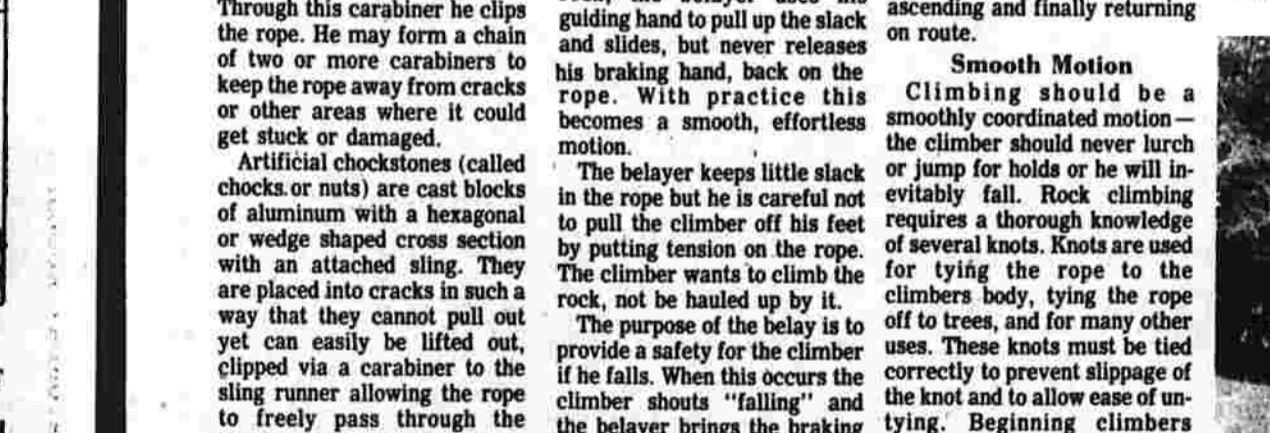 Through this carabiner he clips
the rope. He may form a chain
of two or more carabiners to
keep the rope away from cracks
or other areas where it could
get stuck or damaged.
Artificial chockstones (called
chocks.or nuts) are cast blocks
of aluminum with a hexagonal
or wedge shaped cross section
with an attached sling. They
are placed into cracks in such a
way that they cannot pull out
yet can easily be lifted out,
clipped via a carabiner to the
sling runner allowing the rope
to freely pass through the
guiding hand to pull up the slack
and slides, but never releases
his braking hand, back on the
rope. With practice this
becomes a smooth, effortless
motion.
The belayer keeps little slack
in the rope but he is careful not
to pull the climber off his feet
by putting tension on the rope.
The climber wants to climb the
rock, not be hauled up by it.
The purpose of the belay is to
provide a safety for the climber
if he falls. When this occurs the
climber shouts "falling" and
the belayer brings the braking
ascending and finally returning
on route.
Smooth Motion
Climbing should be a
smoothly coordinated motion—
the climber should never lurch
or jump for holds or he will in-
evitably fall. Rock climbing
requires a thorough knowledge
of several knots. Knots are used
for tying the rope to the
climbers body, tying the rope
off to trees, and for many other
uses. These knots must be tied
correctly to prevent slippage of
the knot and to allow ease of un-
tying. Beginning climbers